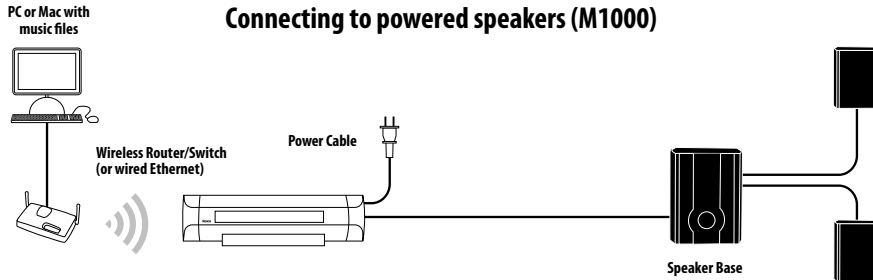 Connecting to powered speakers (M1000)
PC or Mac with
music files
Wireless Router/Switch
(or wired Ethernet)
Power Cable
Speaker Base